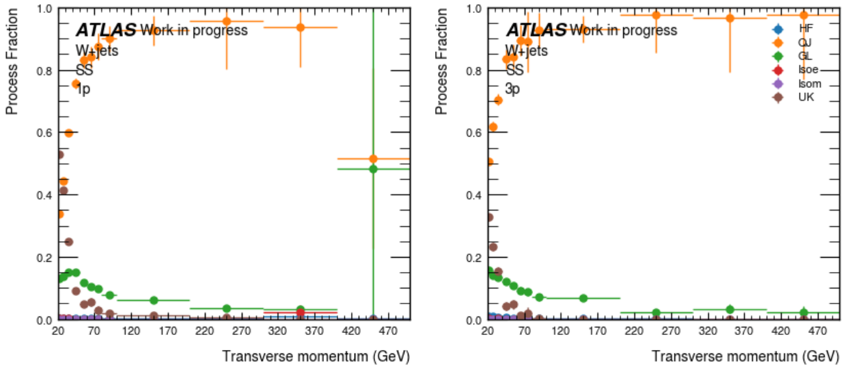 Process Fraction
1.0
0.8
0.6
0.4
0.2
0.0
ATLAS Work in progress
W+jets
SS
1p
20 70 120 170 220 270 320 370 420 470
Transverse momentum (GeV)
Process Fraction
1.0
0.8
0.6
0.4
0.2
0.0
ATLAS Work in progress
W+jets
SS
3p
HF
QJ
GL
Isoe
Isom
UK
20 70 120 170 220 270 320 370 420 470
Transverse momentum (GeV)